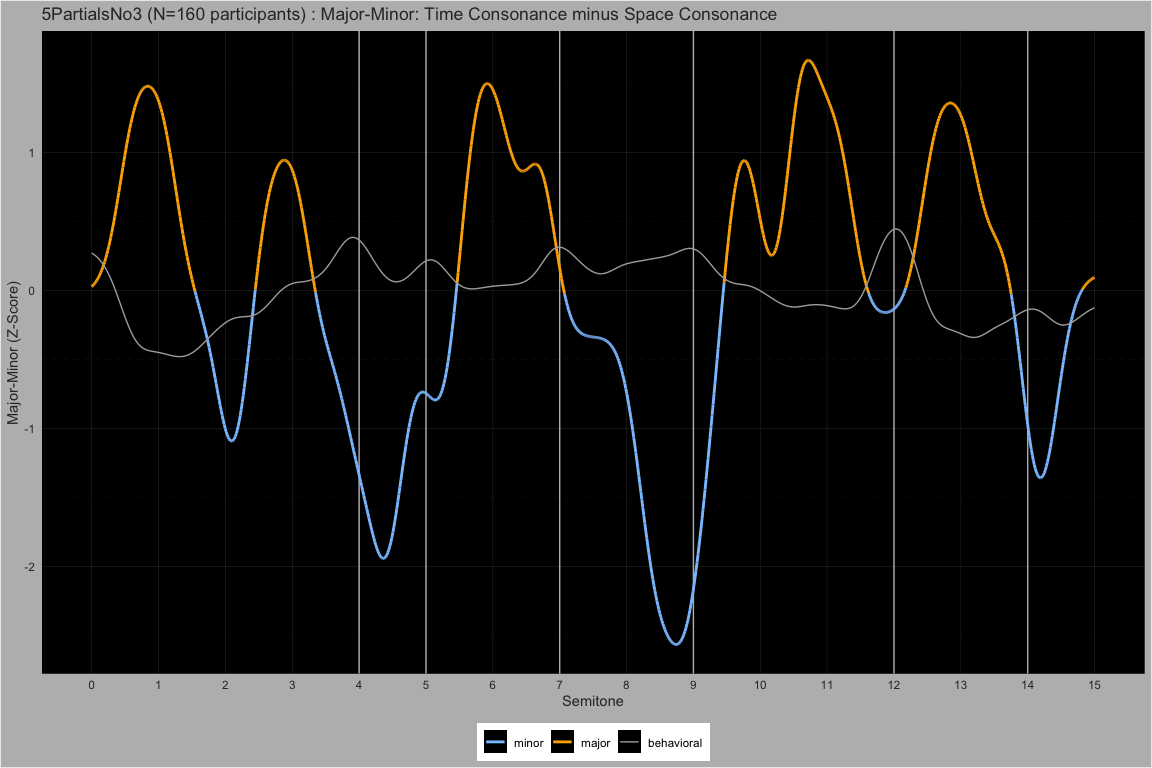 5PartialsNo3 (N=160 participants) : Major-Minor: Time Consonance minus Space Consonance
Major-Minor (Z-Score)
1
0
-1
-2
0 1 2 3 4 5 6 7 8 9 10 11 12 13 14 15
Semitone
minor major behavioral